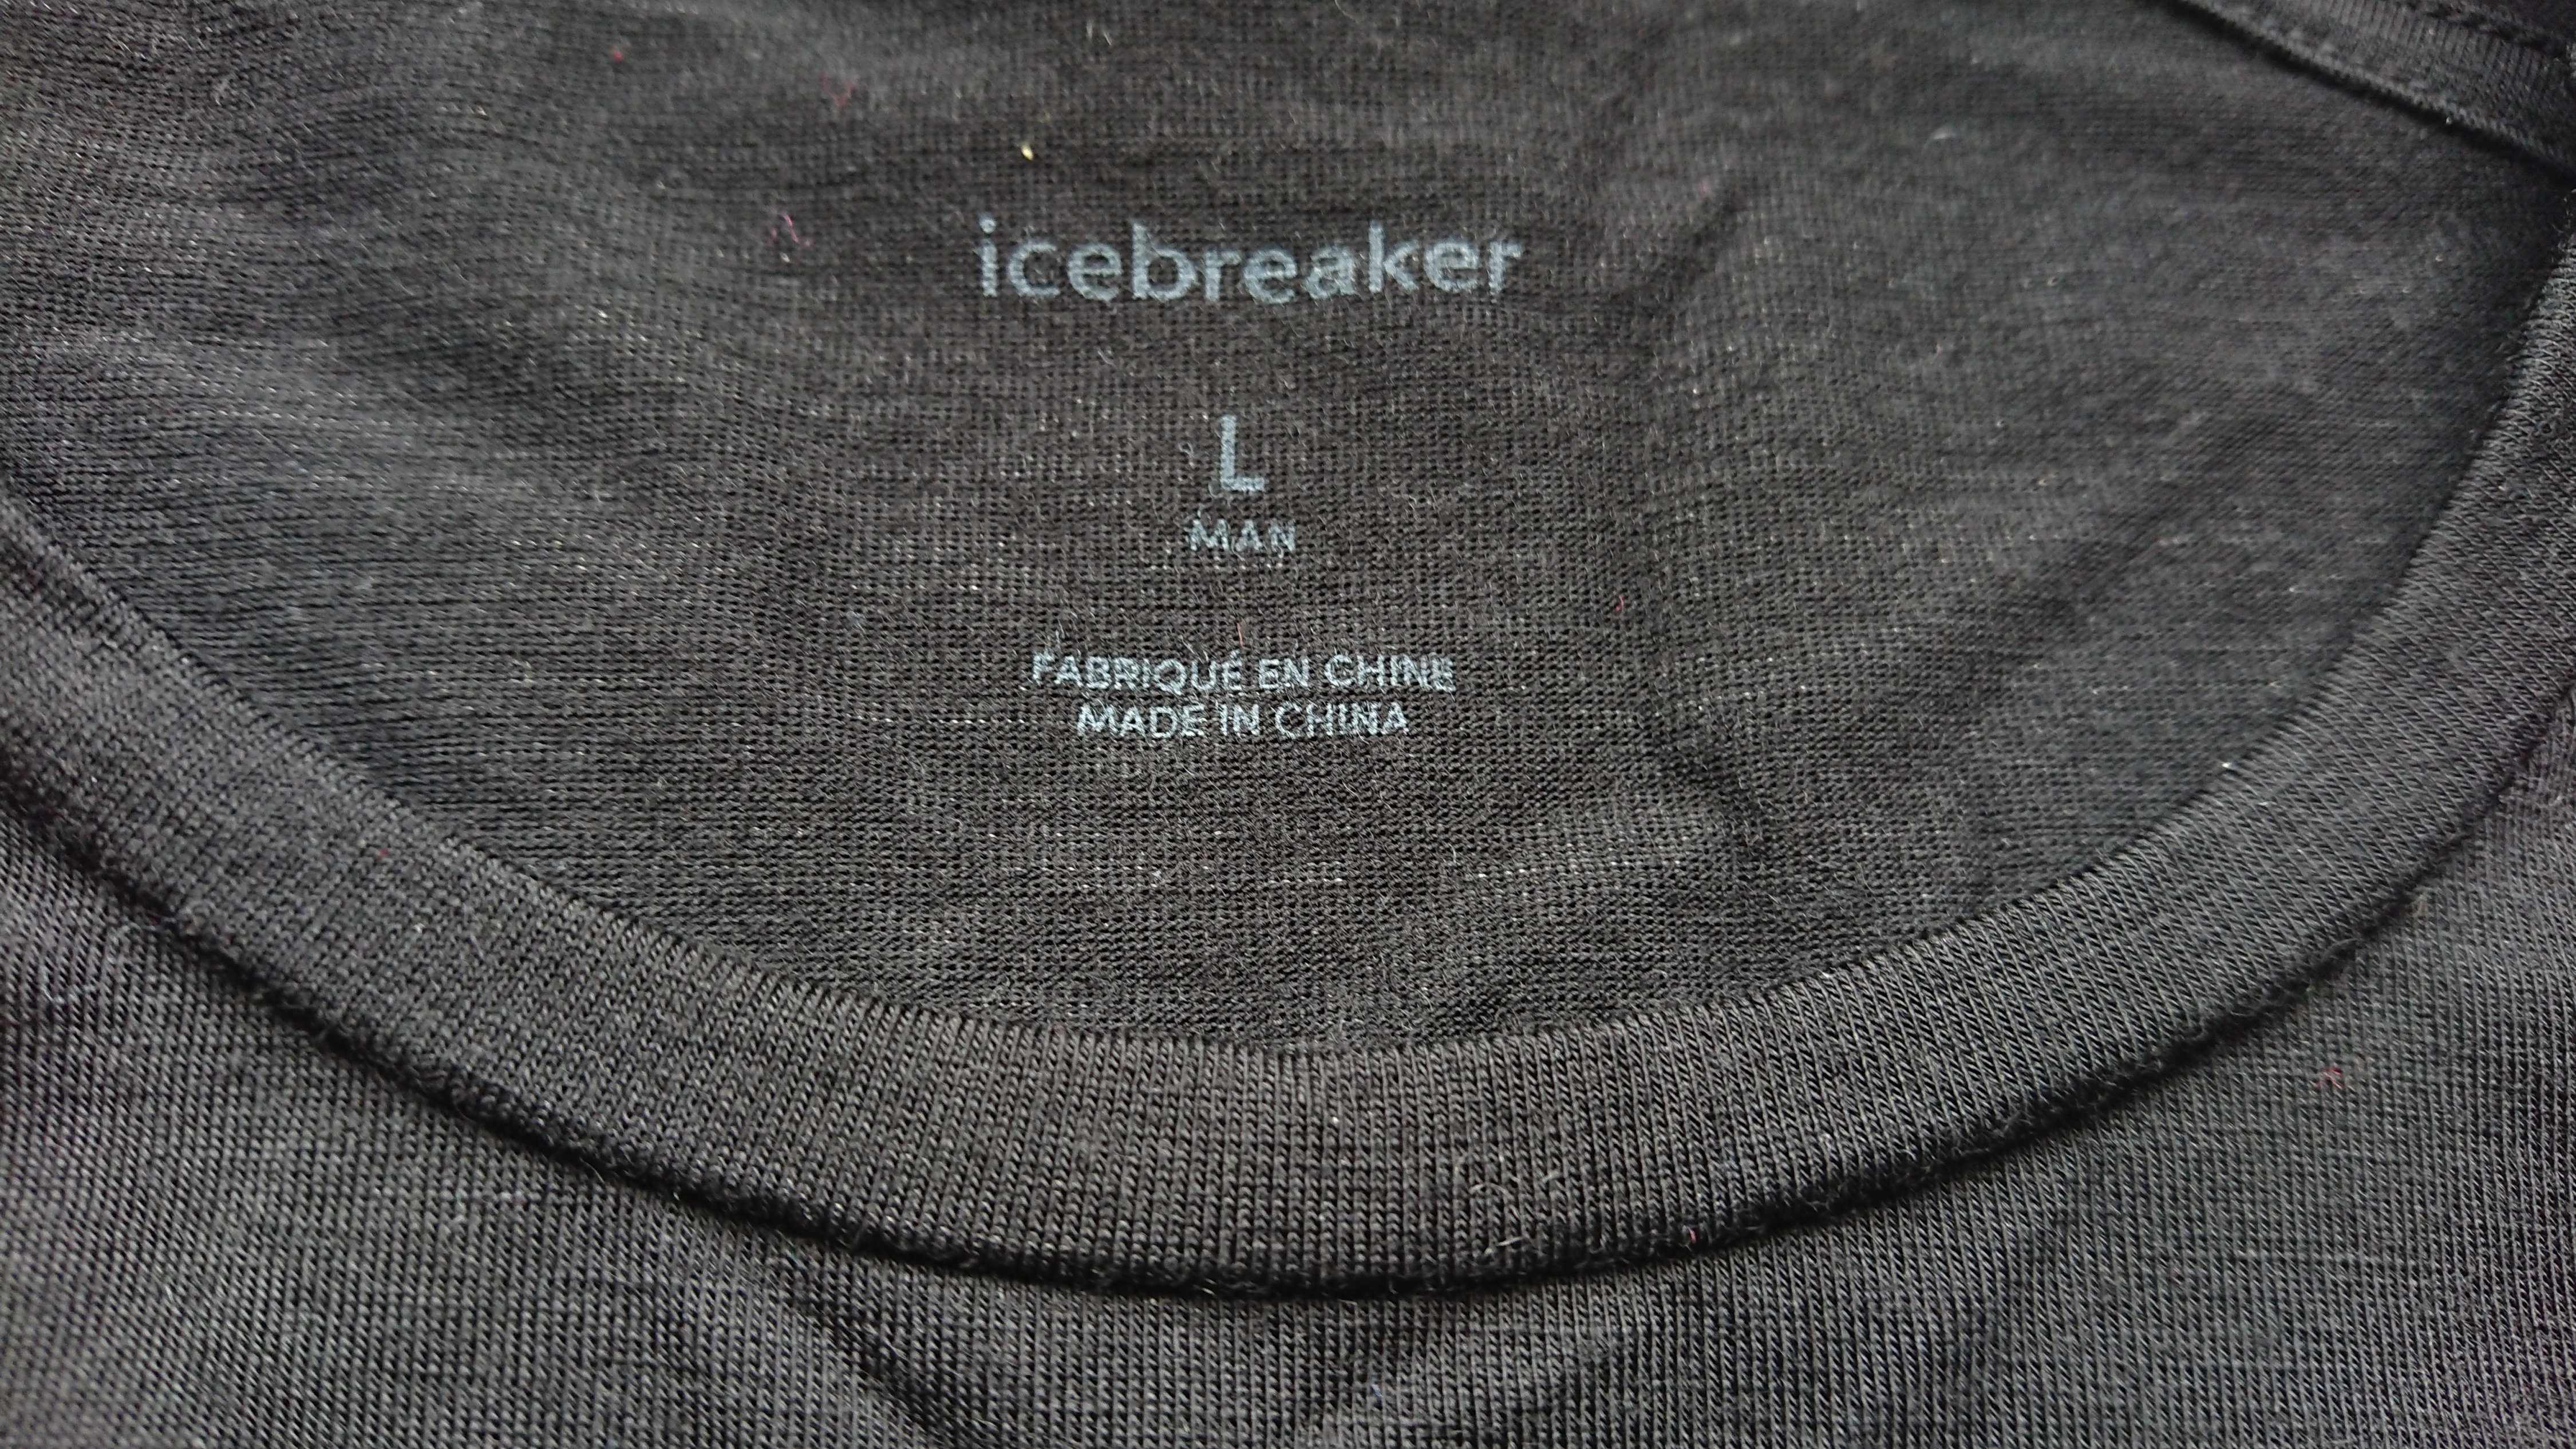 icebreaker
L
MAN
FABRIQUÉ EN CHINE
MADE IN CHINA